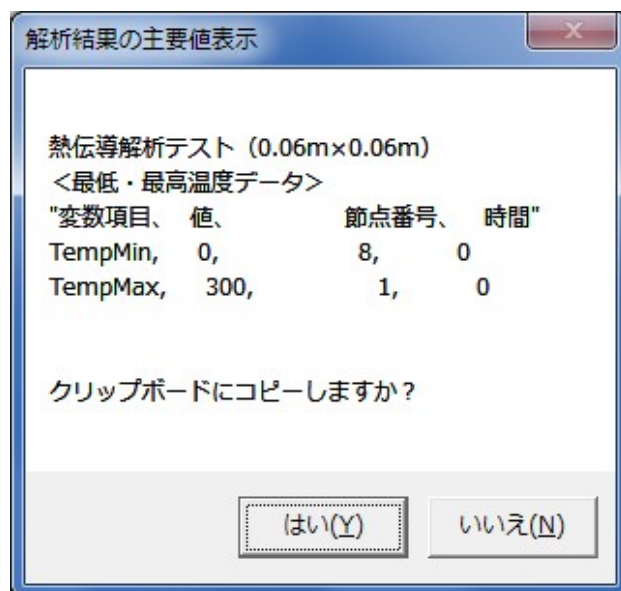 解析結果の主要値表示
熱伝導解析テスト（0.06m×0.06m）
＜最低・最高温度データ＞
"変数項目、 値、 節点番号、 時間"
TempMin, 0, 8, 0
TempMax, 300, 1, 0
クリップボードにコピーしますか？
はい(Y) いいえ(N)